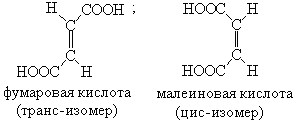 H COOH ; HOOC H
C C
C C
HOOC H HOOC H
фумаровая кислота малеиновая кислота
(транс-изомер) (цис-изомер)